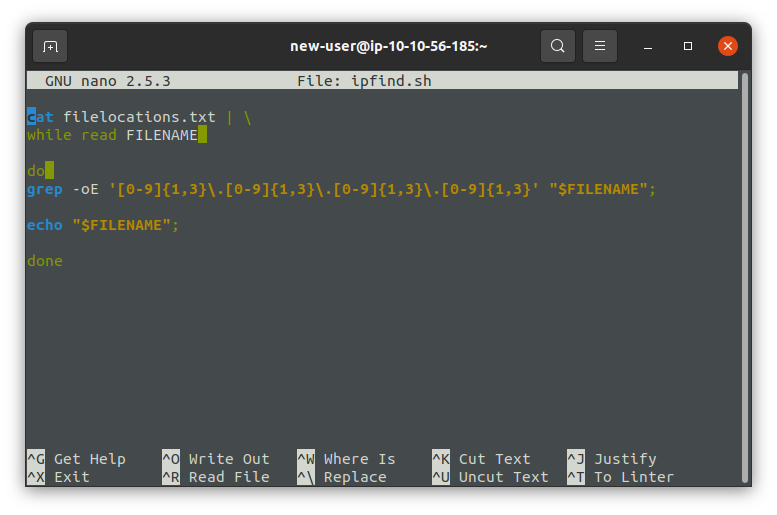 new-user@ip-10-10-56-185:~
GNU nano 2.5.3 File: ipfind.sh
cat filelocations.txt | \
while read FILENAME
do
grep -oE '[0-9]{1,3}\.[0-9]{1,3}\.[0-9]{1,3}\.[0-9]{1,3}' "$FILENAME";
echo "$FILENAME";
done
^G Get Help ^O Write Out ^W Where Is ^K Cut Text ^J Justify
^X Exit ^R Read File ^\ Replace ^U Uncut Text ^T To Linter